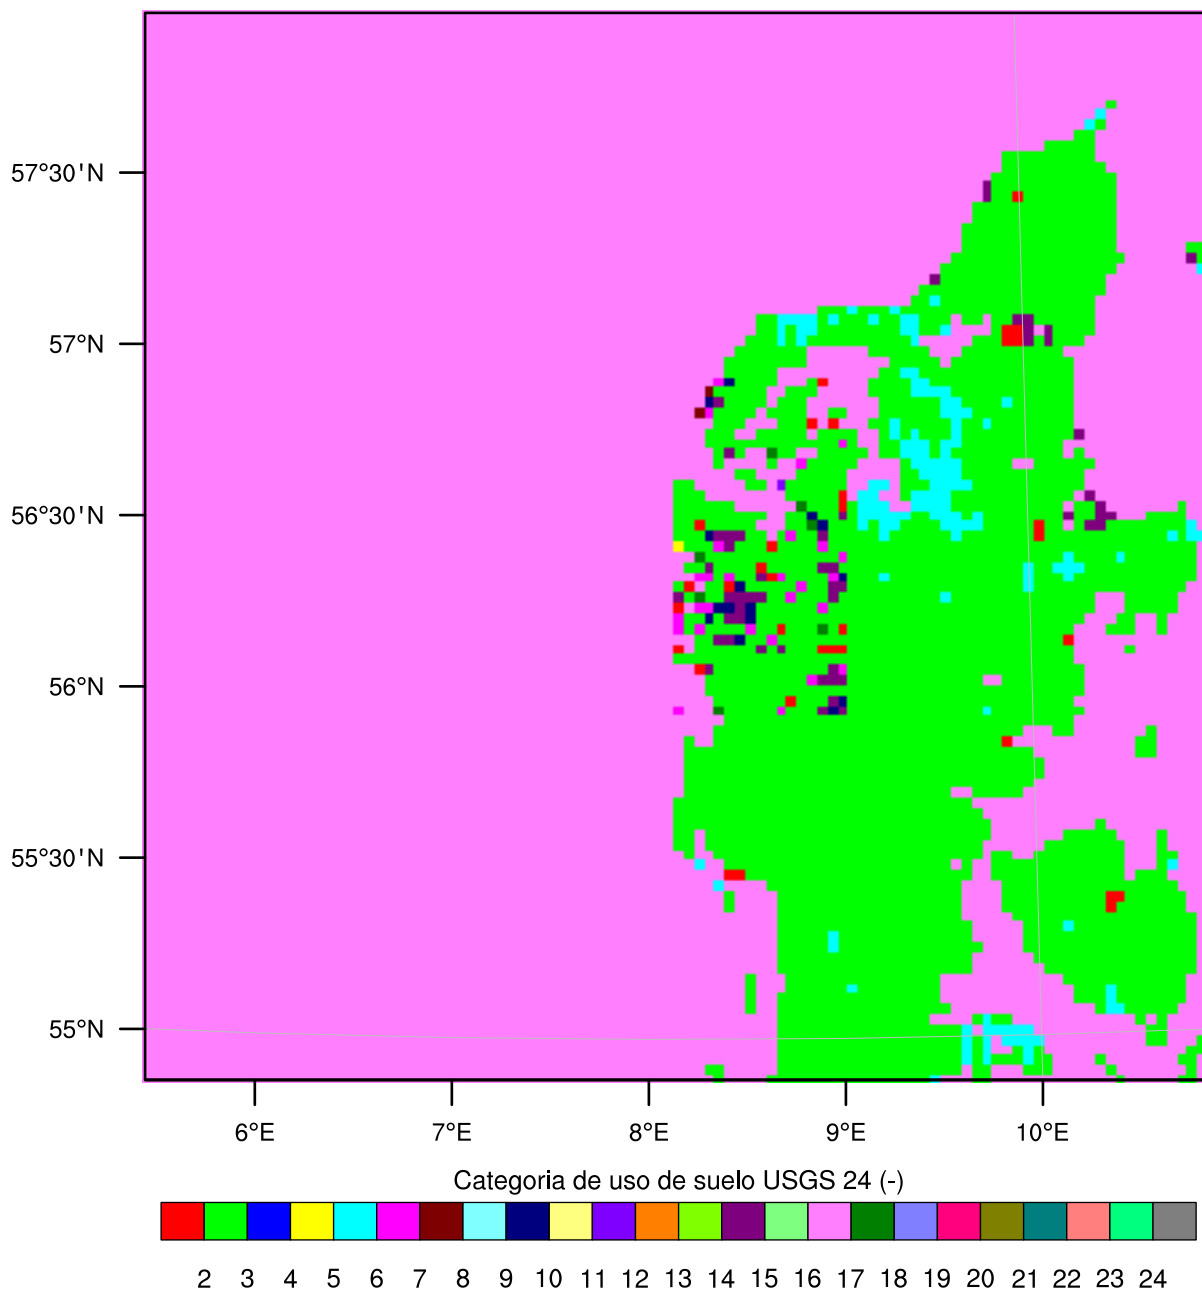 57°30'N
57°N
56°30'N
56°N
55°30'N
55°N
6°E 7°E 8°E 9°E 10°E
Categoria de uso de suelo USGS 24 (-)
2 3 4 5 6 7 8 9 10 11 12 13 14 15 16 17 18 19 20 21 22 23 24